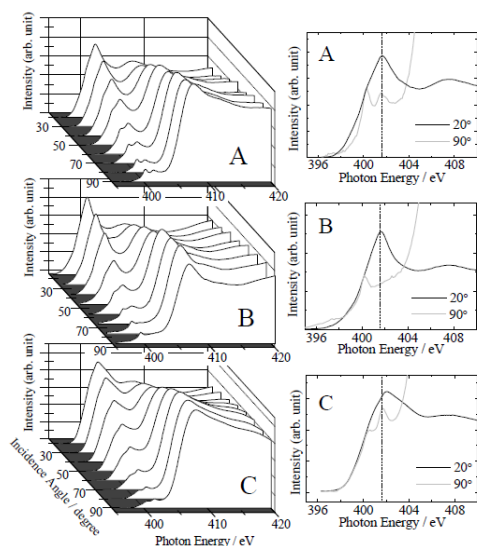 Intensity (arb. unit)
30
50
70
90
400
410
420
A
Intensity (arb. unit)
30
50
70
90
400
410
420
B
Intensity (arb. unit)
30
50
70
90
400
410
420
C
Incidence Angle / degree
Photon Energy / eV
A
Intensity (arb. unit)
20°
90°
396
400
404
408
Photon Energy / eV
B
Intensity (arb. unit)
20°
90°
396
400
404
408
Photon Energy / eV
C
Intensity (arb. unit)
20°
90°
396
400
404
408
Photon Energy / eV